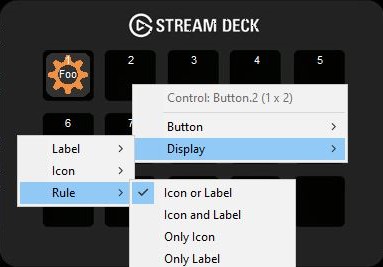 STREAM DECK
1 2 3 4 5
Foo
Control: Button.2 (1 x 2)
6 7
Button
Label
Display
Icon
Rule
Icon or Label
Icon and Label
Only Icon
Only Label